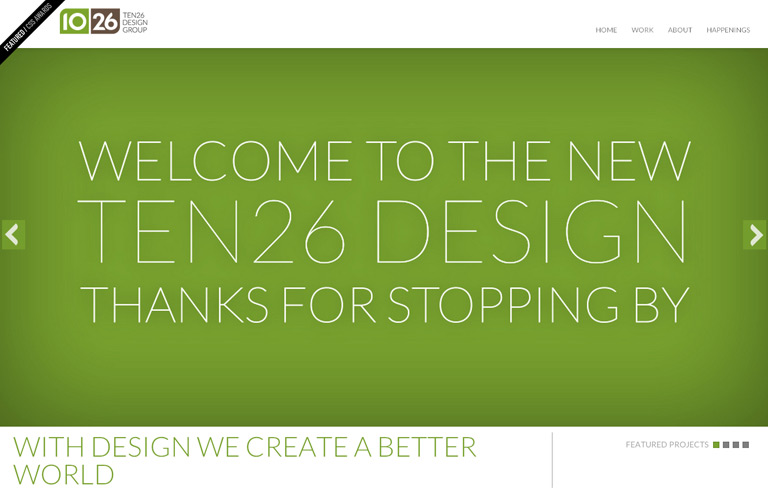 FEATURED / CSS AWARDS
10 26
TEN26
DESIGN
GROUP
HOME WORK ABOUT HAPPENINGS
WELCOME TO THE NEW
TEN26 DESIGN
THANKS FOR STOPPING BY
WITH DESIGN WE CREATE A BETTER
WORLD
FEATURED PROJECTS